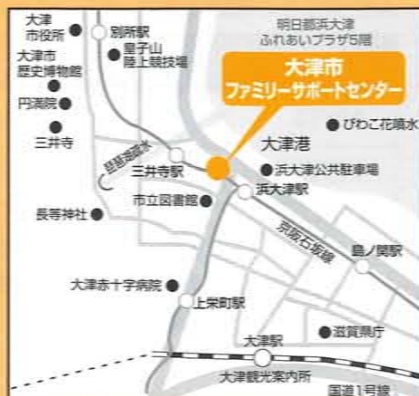 大津
市役所
別所駅
皇子山
陸上競技場
大津市
歴史博物館
円満院
三井寺
明日都浜大津
ふれあいプラザ5階
大津市
ファミリーサポートセンター
びわこ花噴水
大津港
琵琶湖疏水
三井寺駅
浜大津公共駐車場
市立図書館
浜大津駅
長等神社
京阪石坂線
島ノ関駅
大津赤十字病院
上栄町駅
大津駅
滋賀県庁
大津観光案内所
国道1号線